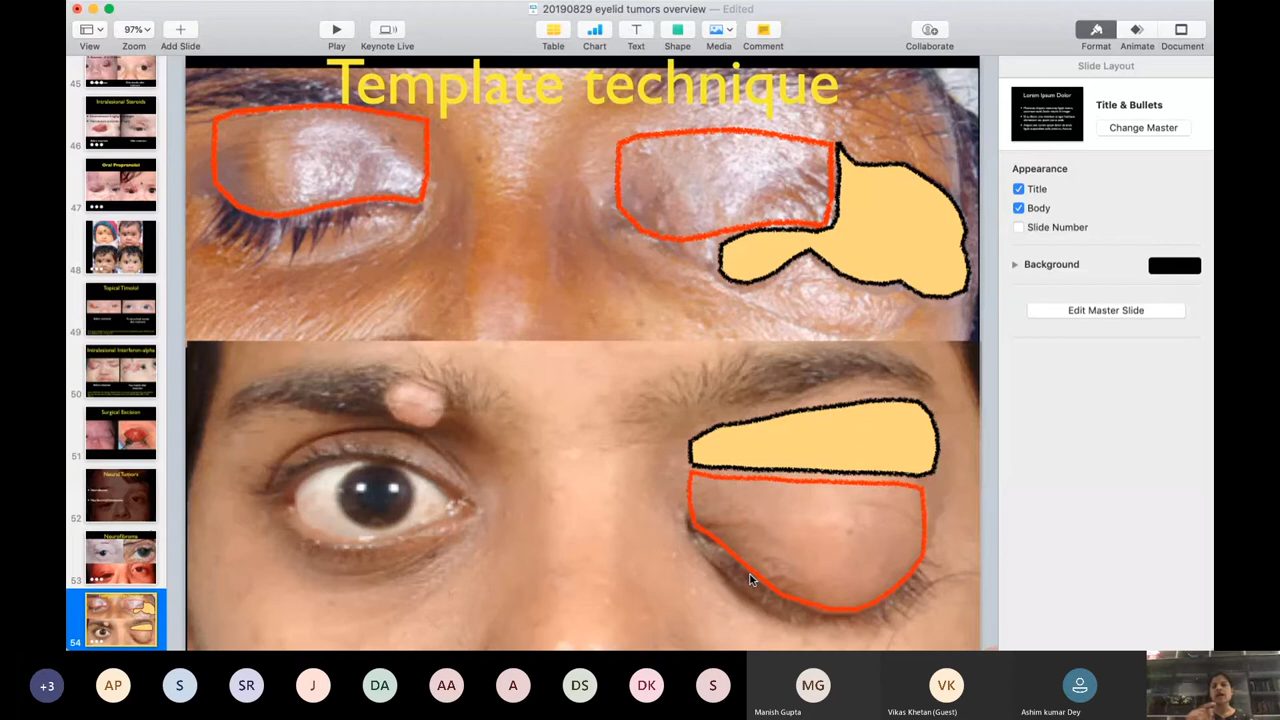 20190829 eyelid tumors overview — Edited
97%
View Zoom Add Slide Play Keynote Live Table Chart Text Shape Media Comment Collaborate Format Animate Document
Slide Layout
Title & Bullets
Change Master
Appearance
Title
Body
Slide Number
Background
Edit Master Slide
45
Intralesional Steroids
46
Oral Propranolol
47
48
Topical Timolol
49
Intralesional Interferon-alpha
50
Surgical Excision
51
Neural Tumors
52
Neurofibroma
53
54
technique
+3 AP S SR J DA AA A DS DK S MG VK
Manish Gupta Vikas Khetan (Guest) Ashim kumar Dey